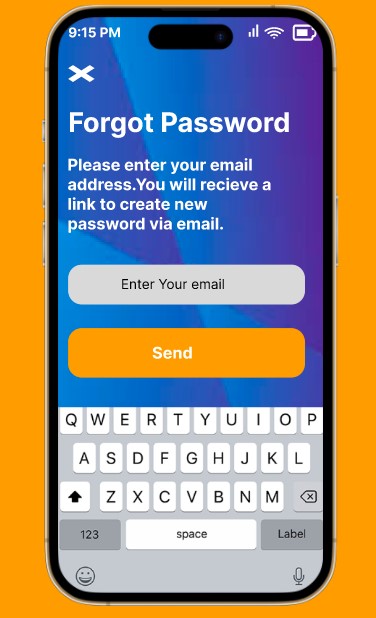 9:15 PM
Forgot Password
Please enter your email
address.You will recieve a
link to create new
password via email.
Enter Your email
Send
Q W E R T Y U I O P
A S D F G H J K L
Z X C V B N M
123 space Label